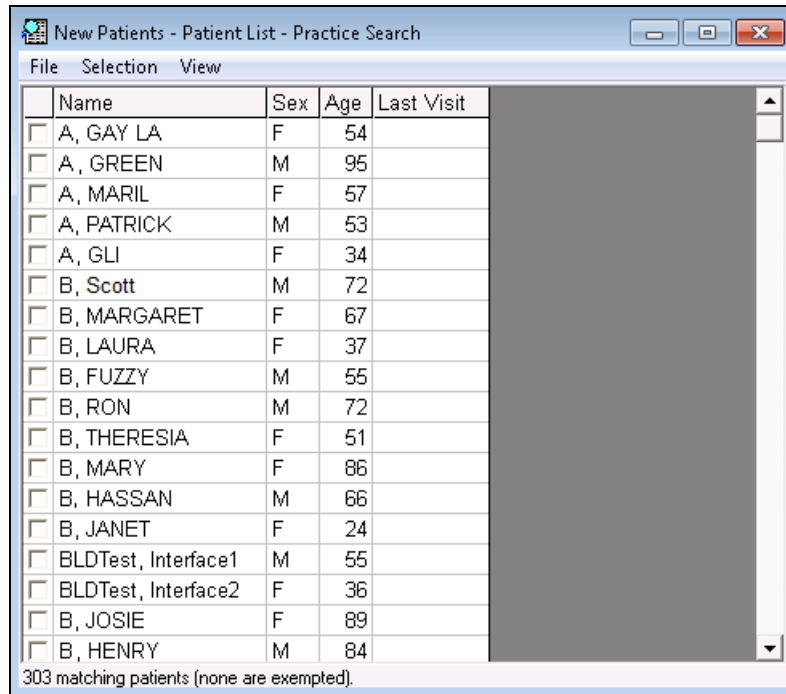 New Patients - Patient List - Practice Search
File Selection View
Name Sex Age Last Visit
A, GAY LA F 54
A, GREEN M 95
A, MARIL F 57
A, PATRICK M 53
A, GLI F 34
B, Scott M 72
B, MARGARET F 67
B, LAURA F 37
B, FUZZY M 55
B, RON M 72
B, THERESIA F 51
B, MARY F 86
B, HASSAN M 66
B, JANET F 24
BLDTest, Interface1 M 55
BLDTest, Interface2 F 36
B, JOSIE F 89
B, HENRY M 84
303 matching patients (none are exempted).